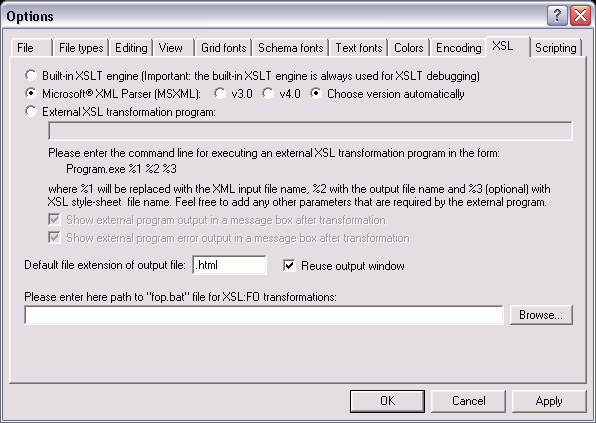 Options
File File types Editing View Grid fonts Schema fonts Text fonts Colors Encoding XSL Scripting
Built-in XSLT engine (Important: the built-in XSLT engine is always used for XSLT debugging)
Microsoft® XML Parser (MSXML): v3.0 v4.0 Choose version automatically
External XSL transformation program:
Please enter the command line for executing an external XSL transformation program in the form:
Program.exe %1 %2 %3
where %1 will be replaced with the XML input file name, %2 with the output file name and %3 (optional) with
XSL style-sheet file name. Feel free to add any other parameters that are required by the external program.
Show external program output in a message box after transformation
Show external program error output in a message box after transformation
Default file extension of output file: .html Reuse output window
Please enter here path to "fop.bat" file for XSL:FO transformations:
Browse...
OK Cancel Apply